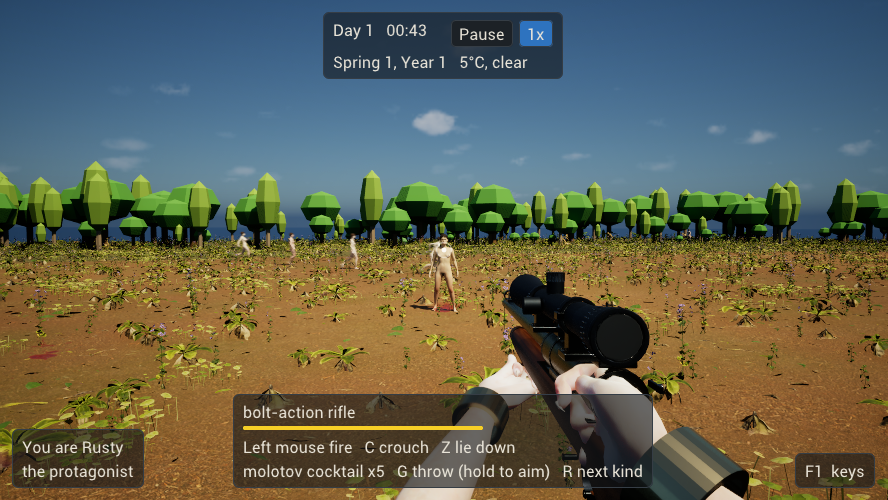 Day 1 00:43 Pause 1x
Spring 1, Year 1 5°C, clear
bolt-action rifle
Left mouse fire C crouch Z lie down
molotov cocktail x5 G throw (hold to aim) R next kind
You are Rusty
the protagonist
F1 keys